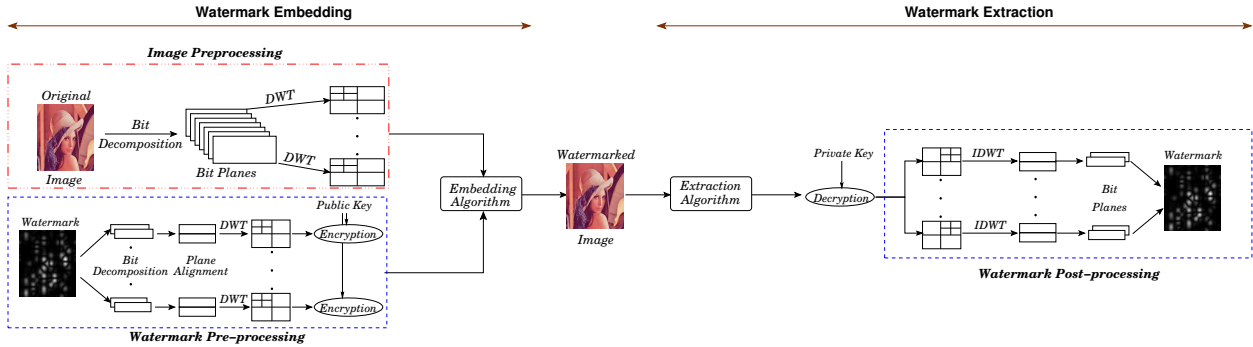 Watermark Embedding
Watermark Extraction
Image Preprocessing
Original
Image
Bit
Decomposition
Bit Planes
DWT
DWT
Watermark
Bit
Decomposition
Plane
Alignment
DWT
DWT
Public Key
Encryption
Encryption
Watermark Pre-processing
Embedding
Algorithm
Watermarked
Image
Extraction
Algorithm
Private Key
Decryption
IDWT
IDWT
Bit
Planes
Watermark
Watermark Post-processing